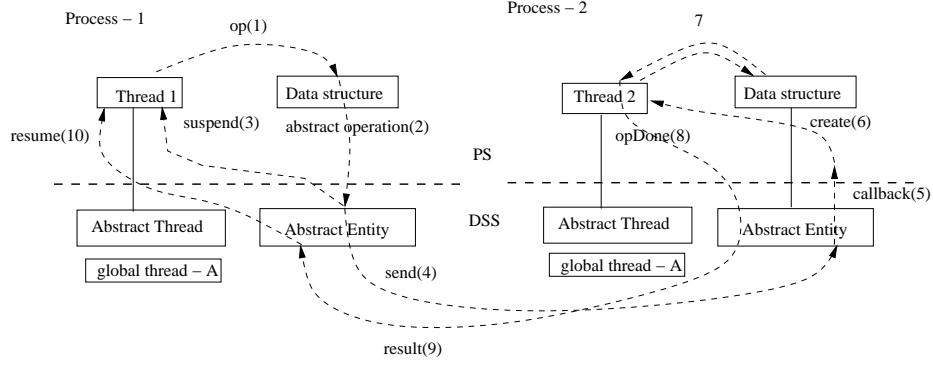 Process – 1
Process – 2
op(1)
7
Thread 1
Data structure
Thread 2
Data structure
resume(10)
suspend(3)
abstract operation(2)
opDone(8)
create(6)
PS
callback(5)
DSS
Abstract Thread
Abstract Entity
Abstract Thread
Abstract Entity
global thread – A
send(4)
global thread – A
result(9)